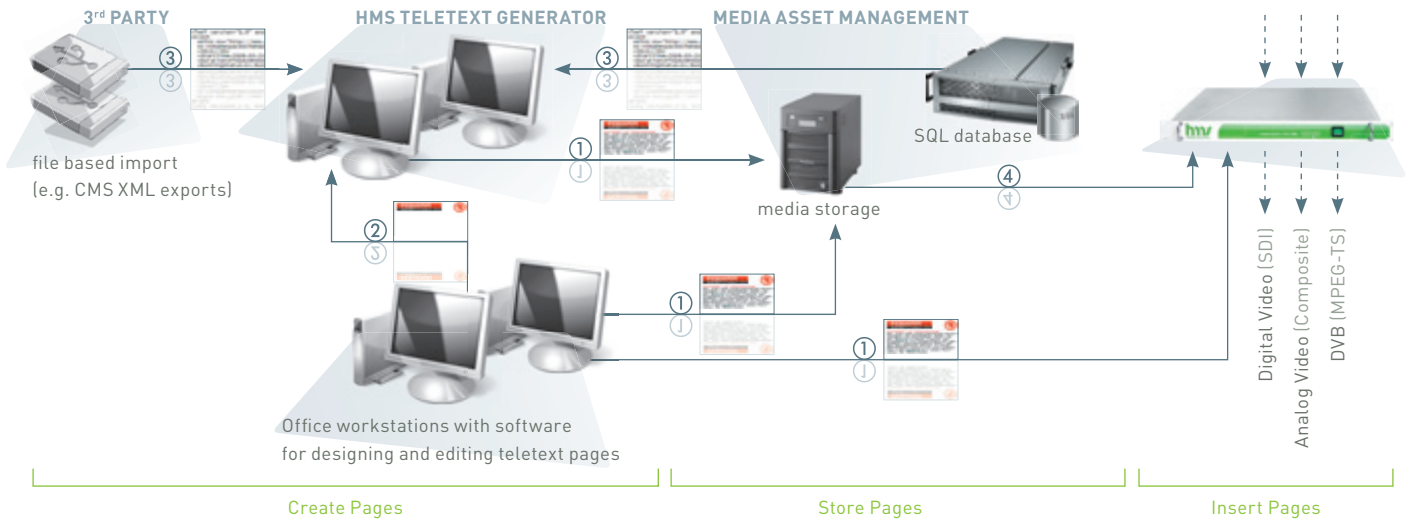 3rd PARTY
HMS TELETEXT GENERATOR
MEDIA ASSET MANAGEMENT
3
3
SQL database
hms
file based import
(e.g. CMS XML exports)
1
4
media storage
2
1
1
Office workstations with software
for designing and editing teletext pages
Digital Video (SDI)
Analog Video (Composite)
DVB (MPEG-TS)
Create Pages
Store Pages
Insert Pages